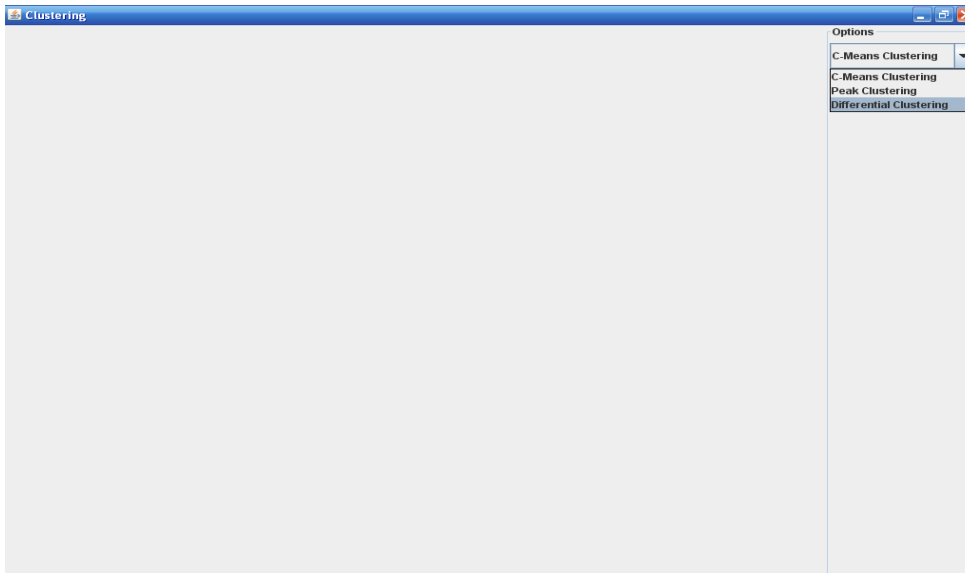 Clustering
Options
C-Means Clustering
C-Means Clustering
Peak Clustering
Differential Clustering